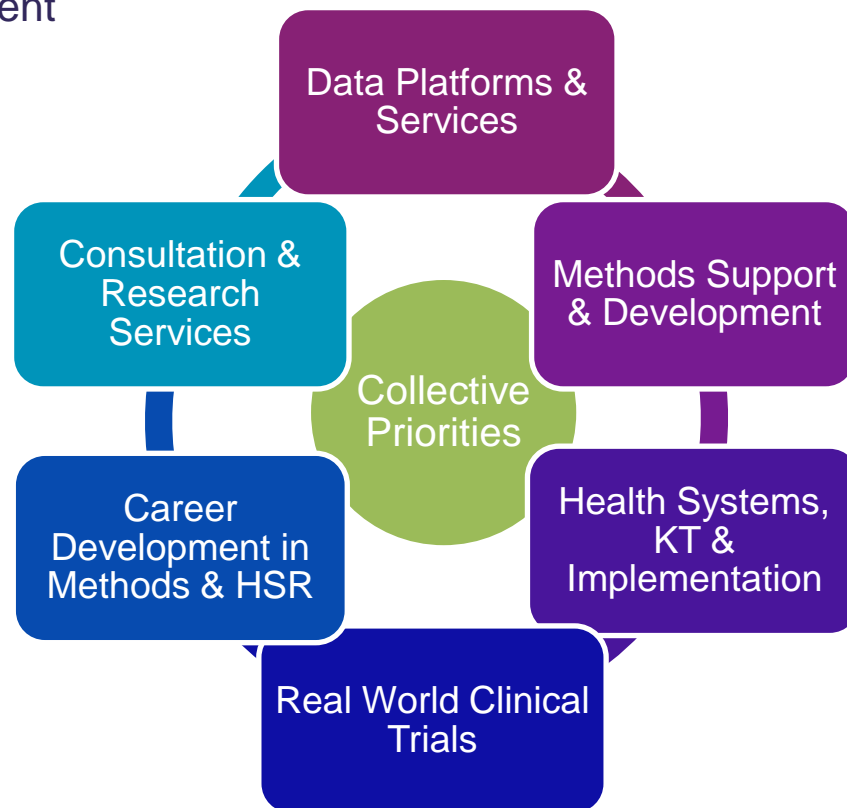 ent
Data Platforms &
Services
Methods Support
& Development
Health Systems,
KT &
Implementation
Real World Clinical
Trials
Career
Development in
Methods & HSR
Consultation &
Research
Services
Collective
Priorities